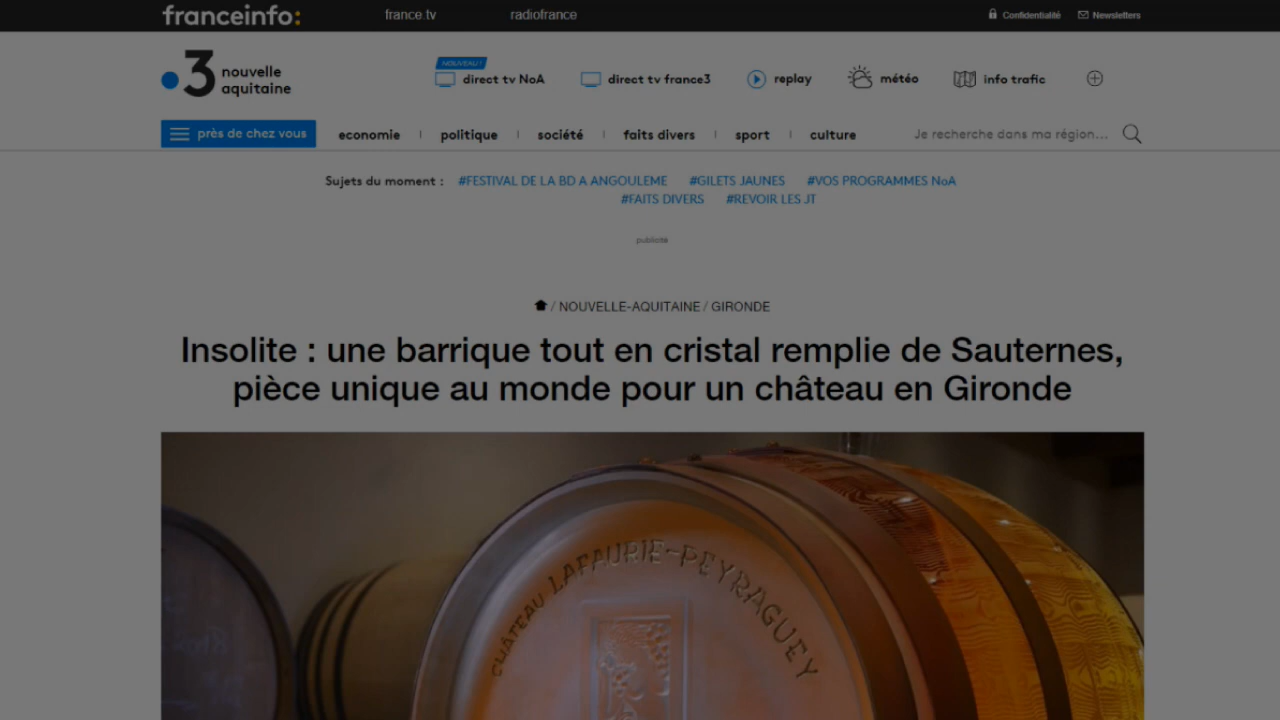 franceinfo:
france.tv
radiofrance
Confidentialité
Newsletters
3 nouvelle
aquitaine
NOUVEAU !
direct tv NoA
direct tv france3
replay
météo
info trafic
près de chez vous
economie
politique
société
faits divers
sport
culture
Je recherche dans ma région...
Sujets du moment : #FESTIVAL DE LA BD A ANGOULEME #GILETS JAUNES #VOS PROGRAMMES NoA
#FAITS DIVERS #REVOIR LES JT
publicité
/ NOUVELLE-AQUITAINE / GIRONDE
Insolite : une barrique tout en cristal remplie de Sauternes,
pièce unique au monde pour un château en Gironde
CHÂTEAU LAFAURIE-PEYRAGUEY